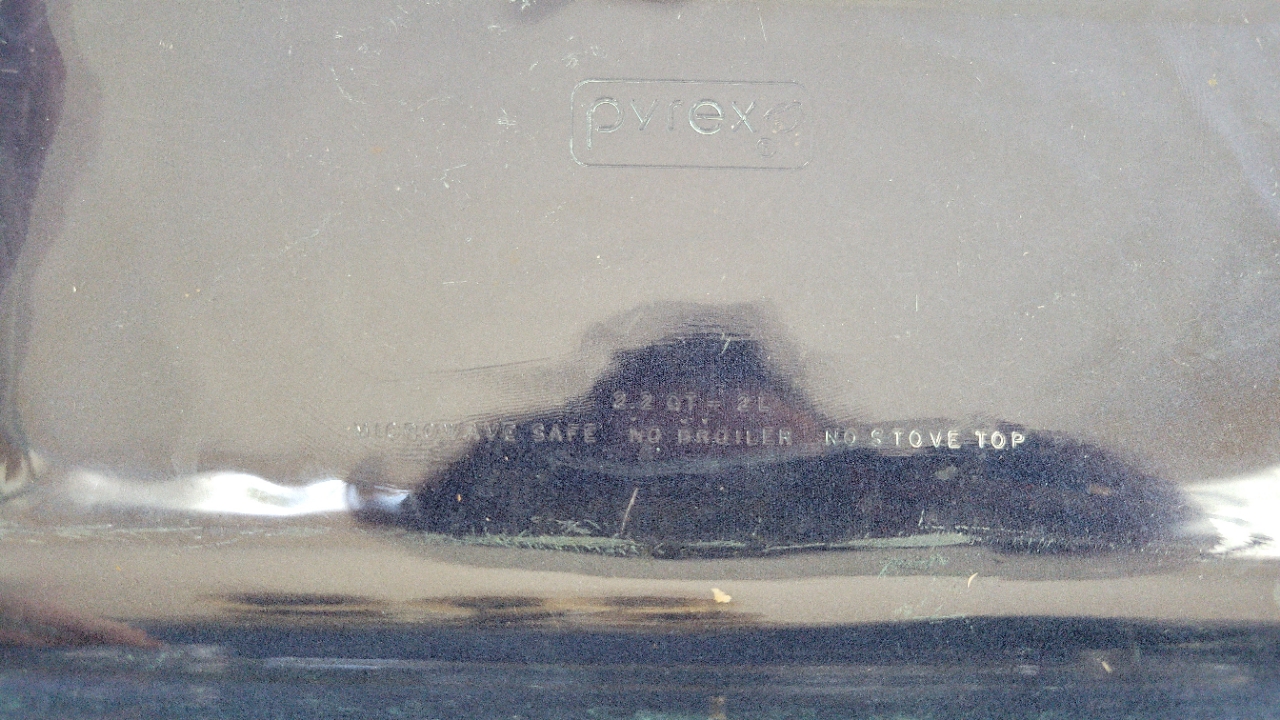 pyrex
®
2.2 QT - 2L
MICROWAVE SAFE NO BROILER NO STOVE TOP